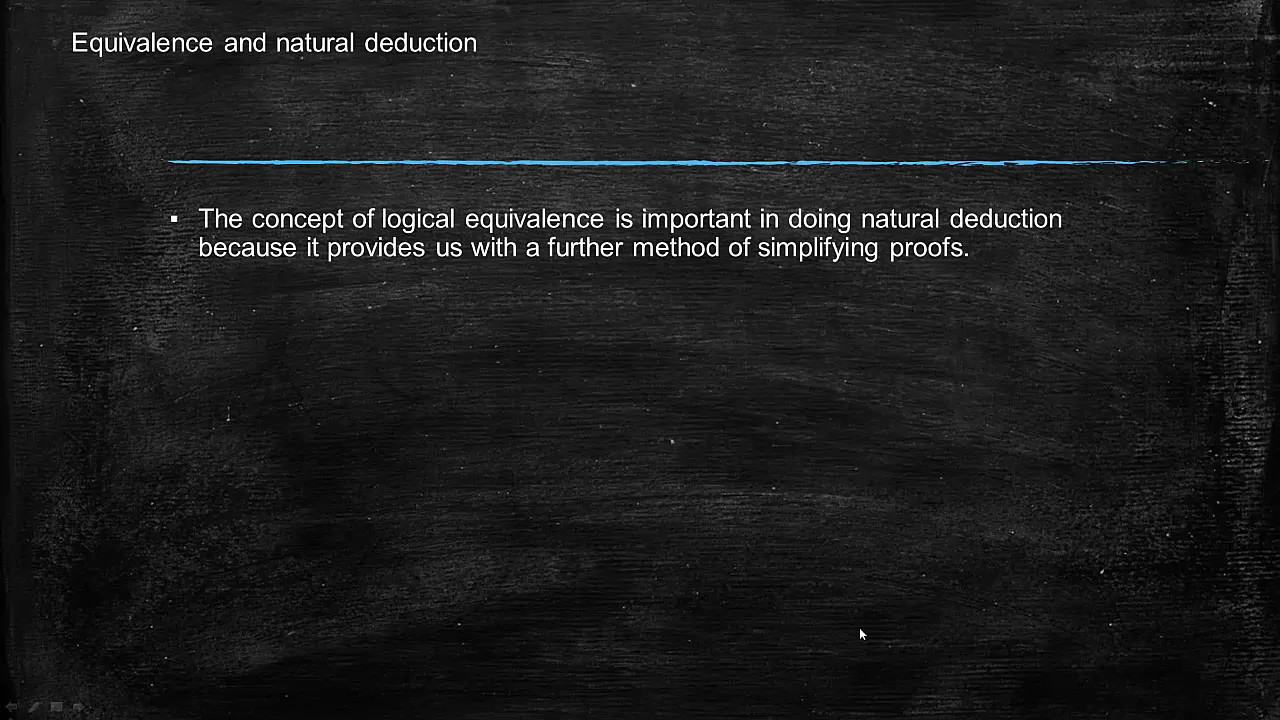 Equivalence and natural deduction
▪ The concept of logical equivalence is important in doing natural deduction
because it provides us with a further method of simplifying proofs.